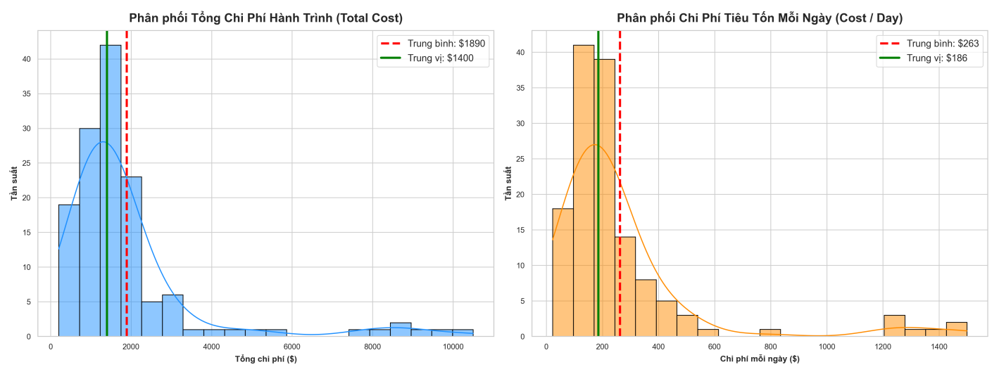 Phân phối Tổng Chi Phí Hành Trình (Total Cost)
Trung bình: $1890
Trung vị: $1400
Tần suất
40
35
30
25
20
15
10
5
0
0 2000 4000 6000 8000 10000
Tổng chi phí ($)
Phân phối Chi Phí Tiêu Tốn Mỗi Ngày (Cost / Day)
Trung bình: $263
Trung vị: $186
Tần suất
40
35
30
25
20
15
10
5
0
0 200 400 600 800 1000 1200 1400
Chi phí mỗi ngày ($)